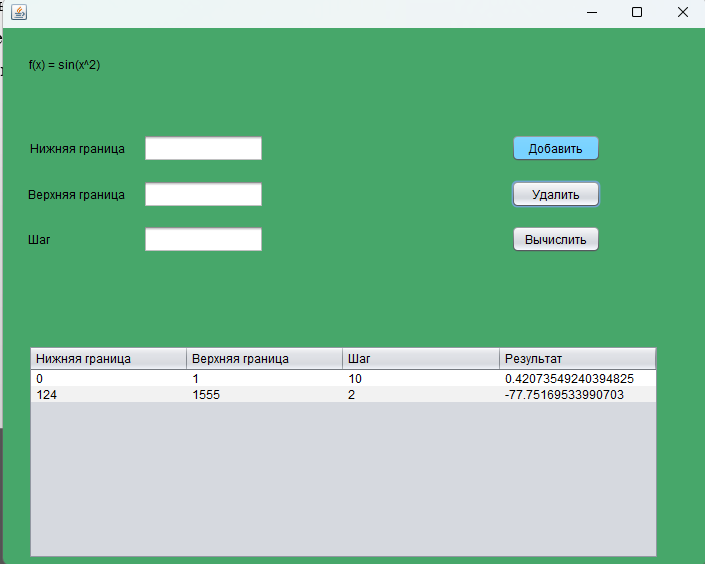 f(x) = sin(x^2)
Нижняя граница Добавить
Верхняя граница Удалить
Шаг Вычислить
Нижняя граница Верхняя граница Шаг Результат
0 1 10 0.42073549240394825
124 1555 2 -77.75169533990703